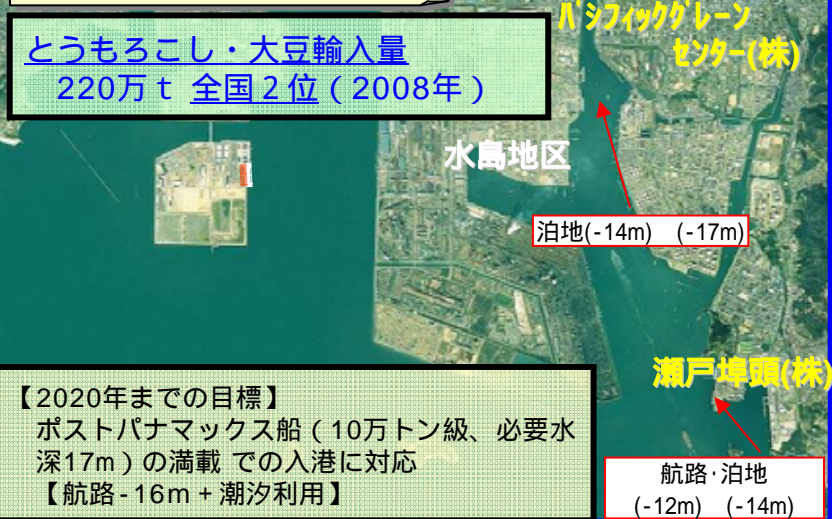 パシフィックグレーン
センター(株)
とうもろこし・大豆輸入量
220万t 全国2位(2008年)
水島地区
泊地(-14m) (-17m)
瀬戸埠頭(株)
【2020年までの目標】
ポストパナマックス船(10万トン級、必要水
深17m)の満載 での入港に対応
【航路-16m+潮汐利用】
航路・泊地
(-12m) (-14m)